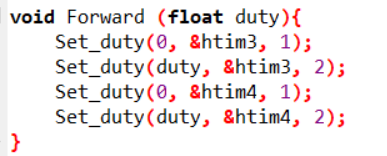 void Forward (float duty){
Set_duty(0, &htim3, 1);
Set_duty(duty, &htim3, 2);
Set_duty(0, &htim4, 1);
Set_duty(duty, &htim4, 2);
}